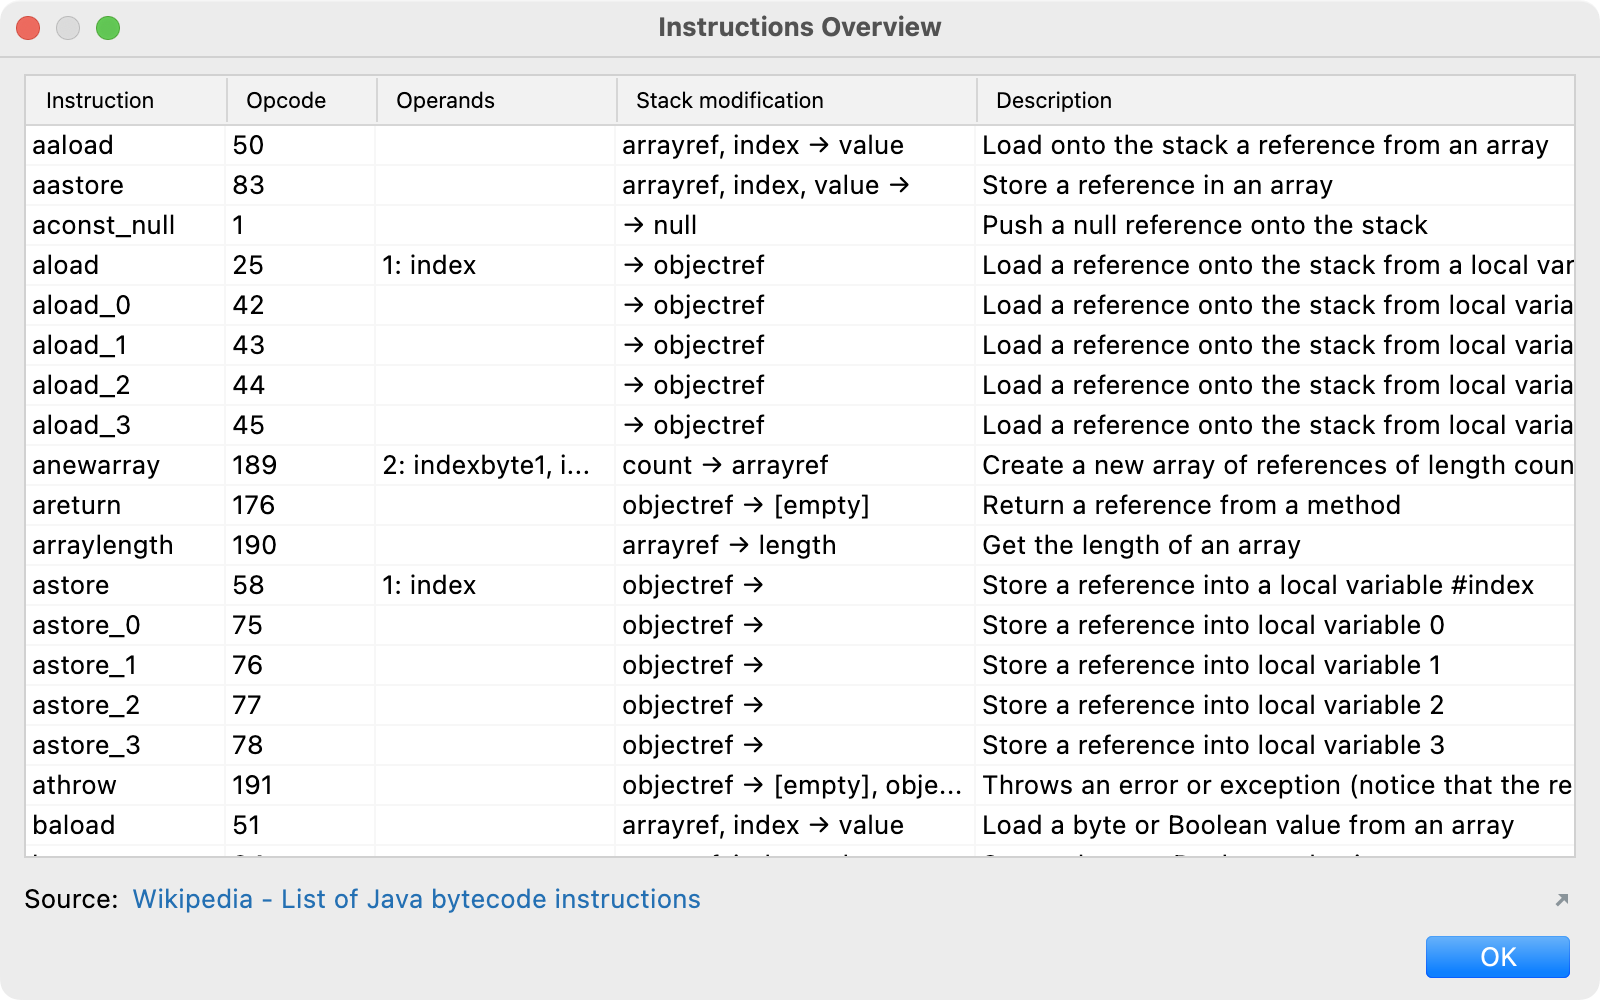 Instructions Overview
Instruction Opcode Operands Stack modification Description
aaload 50 arrayref, index → value Load onto the stack a reference from an array
aastore 83 arrayref, index, value → Store a reference in an array
aconst_null 1 → null Push a null reference onto the stack
aload 25 1: index → objectref Load a reference onto the stack from a local var
aload_0 42 → objectref Load a reference onto the stack from local varia
aload_1 43 → objectref Load a reference onto the stack from local varia
aload_2 44 → objectref Load a reference onto the stack from local varia
aload_3 45 → objectref Load a reference onto the stack from local varia
anewarray 189 2: indexbyte1, i... count → arrayref Create a new array of references of length coun
areturn 176 objectref → [empty] Return a reference from a method
arraylength 190 arrayref → length Get the length of an array
astore 58 1: index objectref → Store a reference into a local variable #index
astore_0 75 objectref → Store a reference into local variable 0
astore_1 76 objectref → Store a reference into local variable 1
astore_2 77 objectref → Store a reference into local variable 2
astore_3 78 objectref → Store a reference into local variable 3
athrow 191 objectref → [empty], obje... Throws an error or exception (notice that the re
baload 51 arrayref, index → value Load a byte or Boolean value from an array
Source: Wikipedia - List of Java bytecode instructions
OK